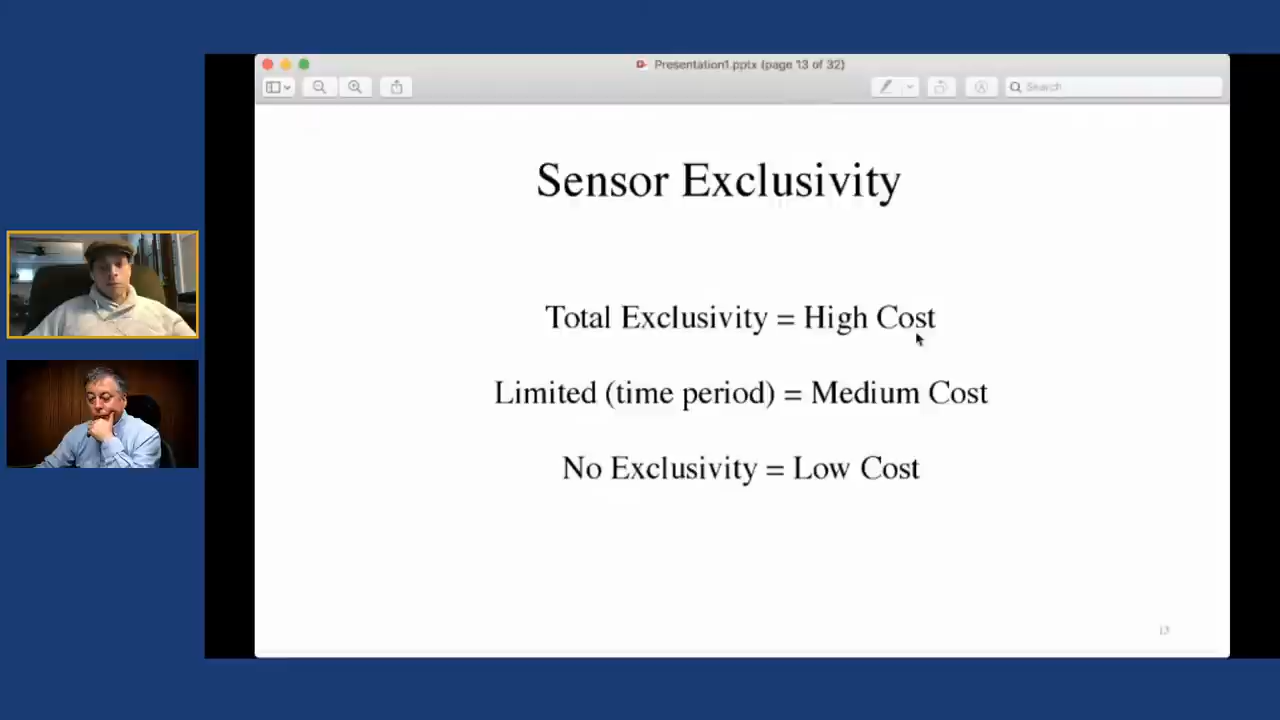 Presentation1.pptx (page 13 of 32)
Search
Sensor Exclusivity
Total Exclusivity = High Cost
Limited (time period) = Medium Cost
No Exclusivity = Low Cost
13